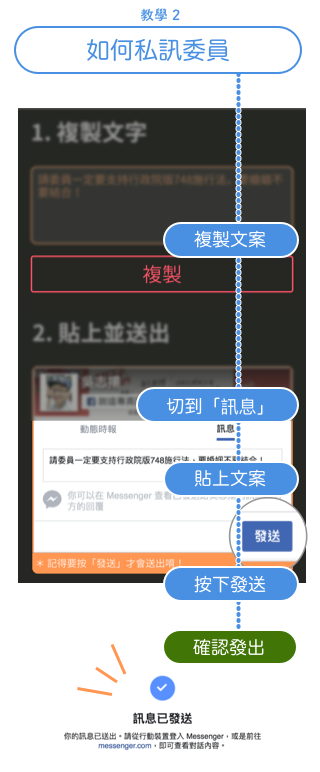 教學 2
如何私訊委員
1. 複製文字
請委員一定要支持行政院版748施行法，要婚姻不
要結合！
複製文案
複製
2. 貼上並送出
切到「訊息」
動態時報
訊息
請委員一定要支持行政院版748施行法，要婚姻不要結合！
貼上文案
你可以在 Messenger 查看
方的回覆
發送
＊記得要按「發送」才會送出唷！
按下發送
確認發出
訊息已發送
你的訊息已送出。請從行動裝置登入 Messenger，或是前往
messenger.com，即可查看對話內容。